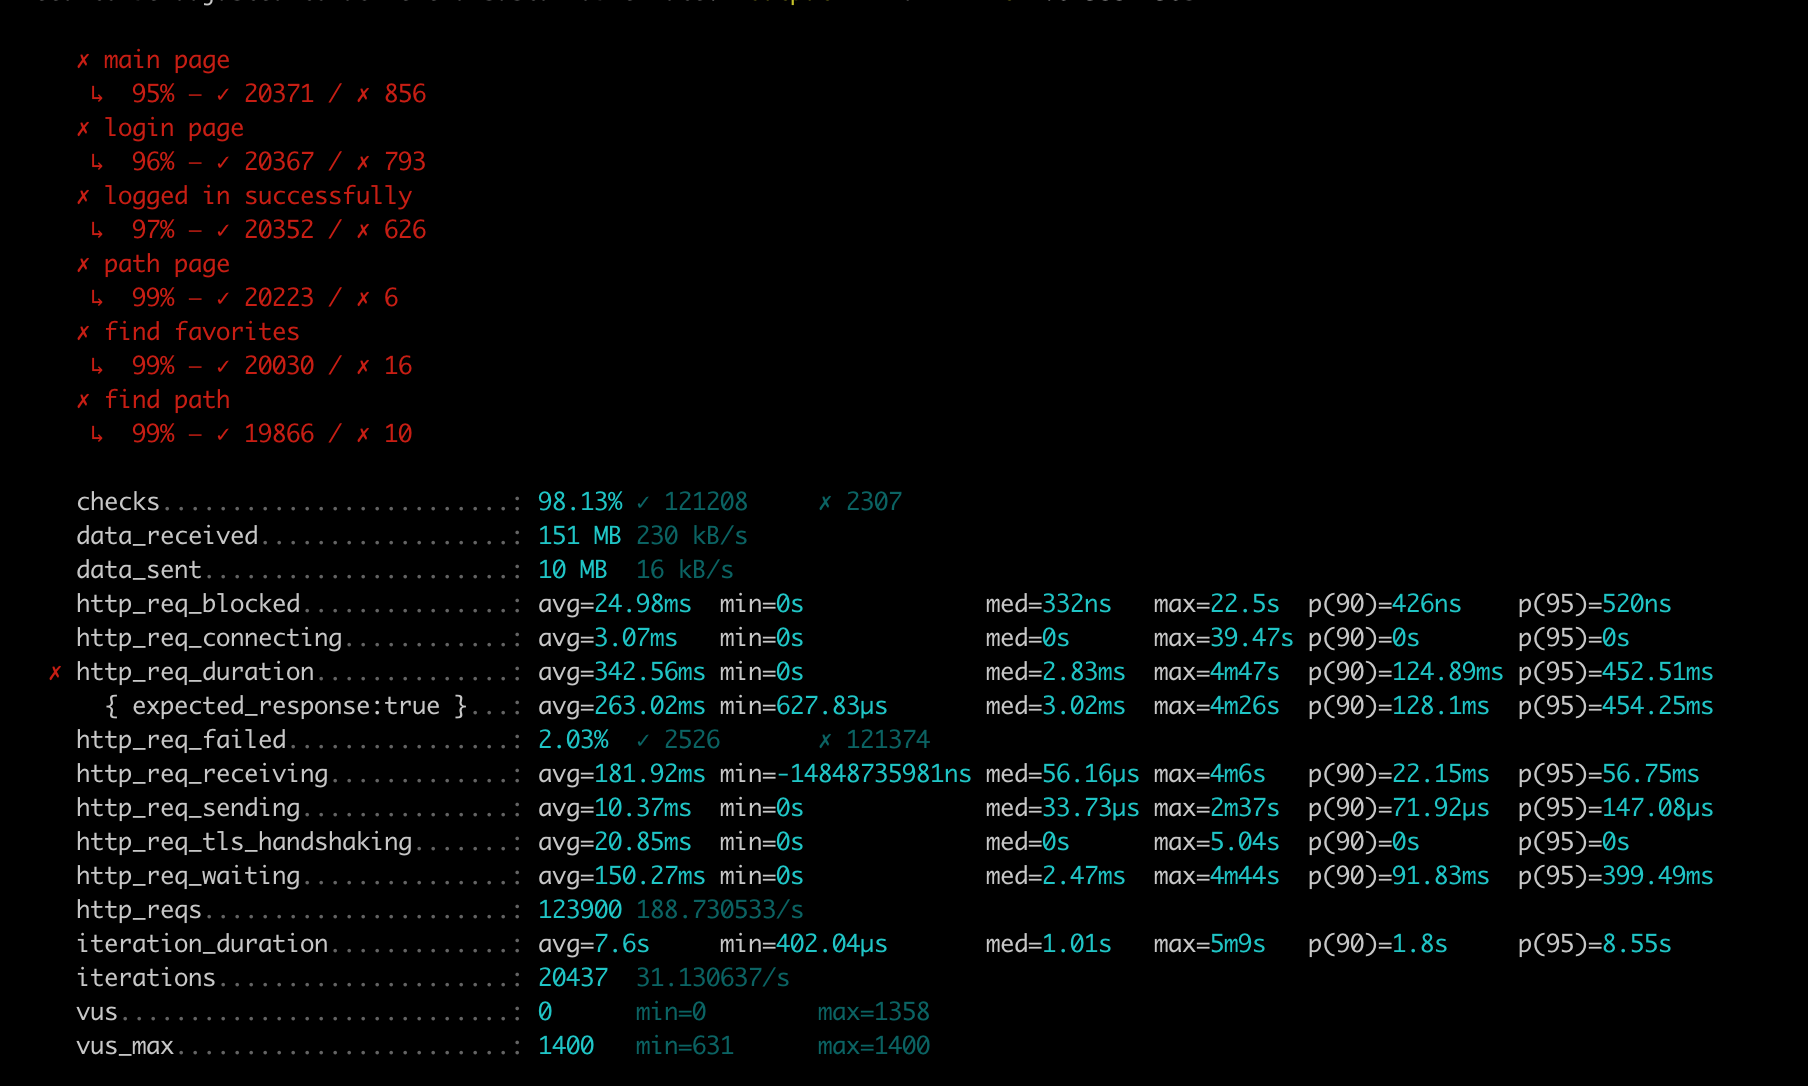 ✗ main page
↳  95% — ✓ 20371 / ✗ 856
✗ login page
↳  96% — ✓ 20367 / ✗ 793
✗ logged in successfully
↳  97% — ✓ 20352 / ✗ 626
✗ path page
↳  99% — ✓ 20223 / ✗ 6
✗ find favorites
↳  99% — ✓ 20030 / ✗ 16
✗ find path
↳  99% — ✓ 19866 / ✗ 10
checks.........................: 98.13% ✓ 121208     ✗ 2307
data_received..................: 151 MB 230 kB/s
data_sent......................: 10 MB  16 kB/s
http_req_blocked...............: avg=24.98ms  min=0s             med=332ns   max=22.5s  p(90)=426ns    p(95)=520ns
http_req_connecting............: avg=3.07ms   min=0s             med=0s      max=39.47s p(90)=0s       p(95)=0s
✗ http_req_duration..............: avg=342.56ms min=0s             med=2.83ms  max=4m47s  p(90)=124.89ms p(95)=452.51ms
{ expected_response:true }...: avg=263.02ms min=627.83µs       med=3.02ms  max=4m26s  p(90)=128.1ms  p(95)=454.25ms
http_req_failed................: 2.03%  ✓ 2526       ✗ 121374
http_req_receiving.............: avg=181.92ms min=-14848735981ns med=56.16µs max=4m6s   p(90)=22.15ms  p(95)=56.75ms
http_req_sending...............: avg=10.37ms  min=0s             med=33.73µs max=2m37s  p(90)=71.92µs  p(95)=147.08µs
http_req_tls_handshaking.......: avg=20.85ms  min=0s             med=0s      max=5.04s  p(90)=0s       p(95)=0s
http_req_waiting...............: avg=150.27ms min=0s             med=2.47ms  max=4m44s  p(90)=91.83ms  p(95)=399.49ms
http_reqs......................: 123900 188.730533/s
iteration_duration.............: avg=7.6s     min=402.04µs       med=1.01s   max=5m9s   p(90)=1.8s     p(95)=8.55s
iterations.....................: 20437  31.130637/s
vus............................: 0      min=0        max=1358
vus_max........................: 1400   min=631      max=1400